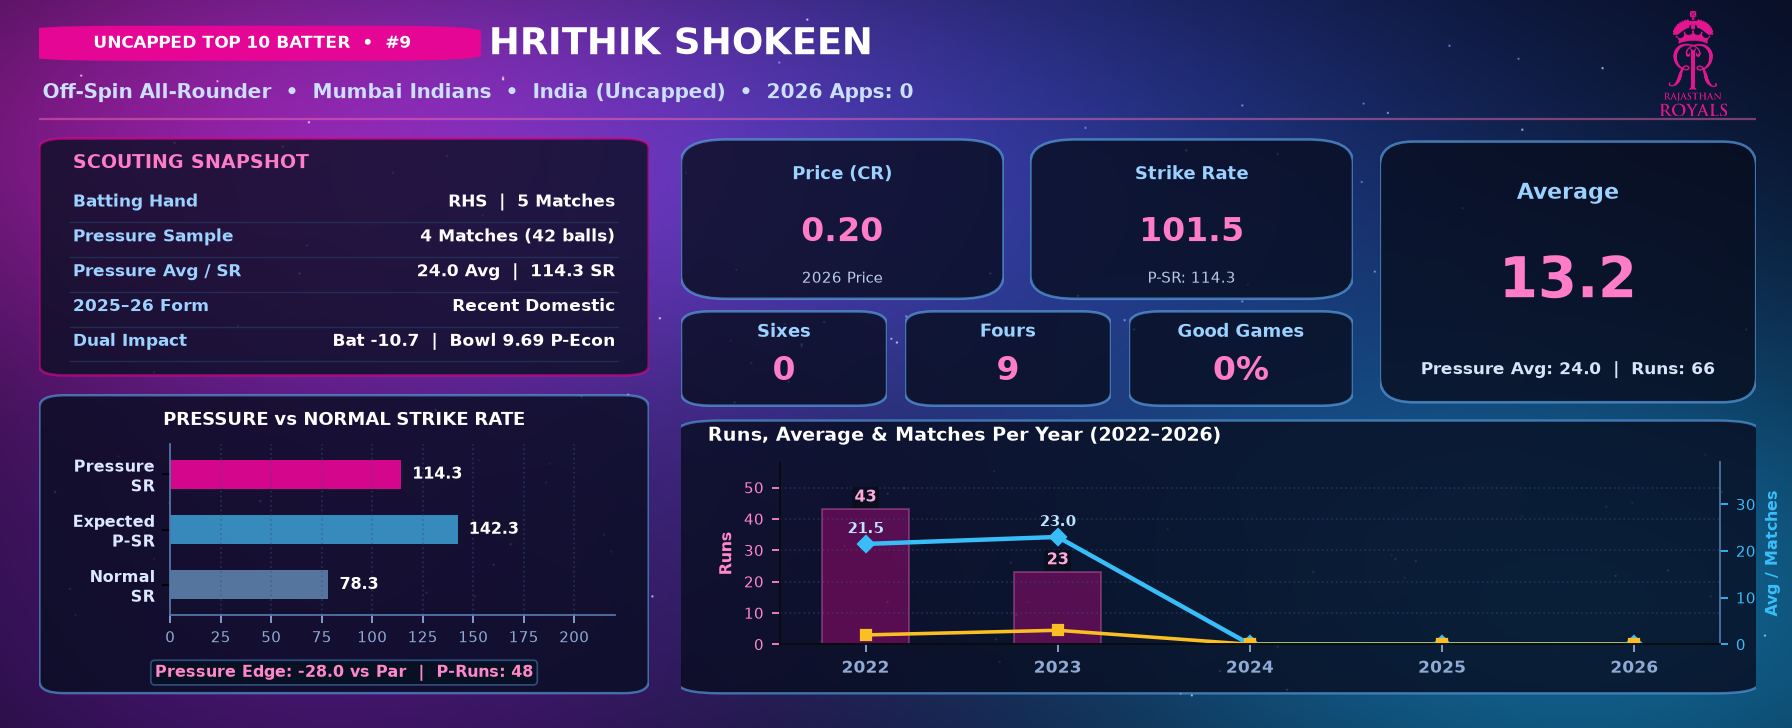 UNCAPPED TOP 10 BATTER • #9
HRITHIK SHOKEEN
Off-Spin All-Rounder • Mumbai Indians • India (Uncapped) • 2026 Apps: 0
RAJASTHAN
ROYALS
SCOUTING SNAPSHOT
Batting Hand RHS | 5 Matches
Pressure Sample 4 Matches (42 balls)
Pressure Avg / SR 24.0 Avg | 114.3 SR
2025–26 Form Recent Domestic
Dual Impact Bat -10.7 | Bowl 9.69 P-Econ
Price (CR)
0.20
2026 Price
Strike Rate
101.5
P-SR: 114.3
Average
13.2
Pressure Avg: 24.0 | Runs: 66
Sixes
0
Fours
9
Good Games
0%
PRESSURE vs NORMAL STRIKE RATE
Pressure
SR
114.3
Expected
P-SR
142.3
Normal
SR
78.3
0 25 50 75 100 125 150 175 200
Pressure Edge: -28.0 vs Par | P-Runs: 48
Runs, Average & Matches Per Year (2022–2026)
Runs
50
40
30
20
10
0
43
21.5
23.0
23
30
20
10
0
Avg / Matches
2022 2023 2024 2025 2026